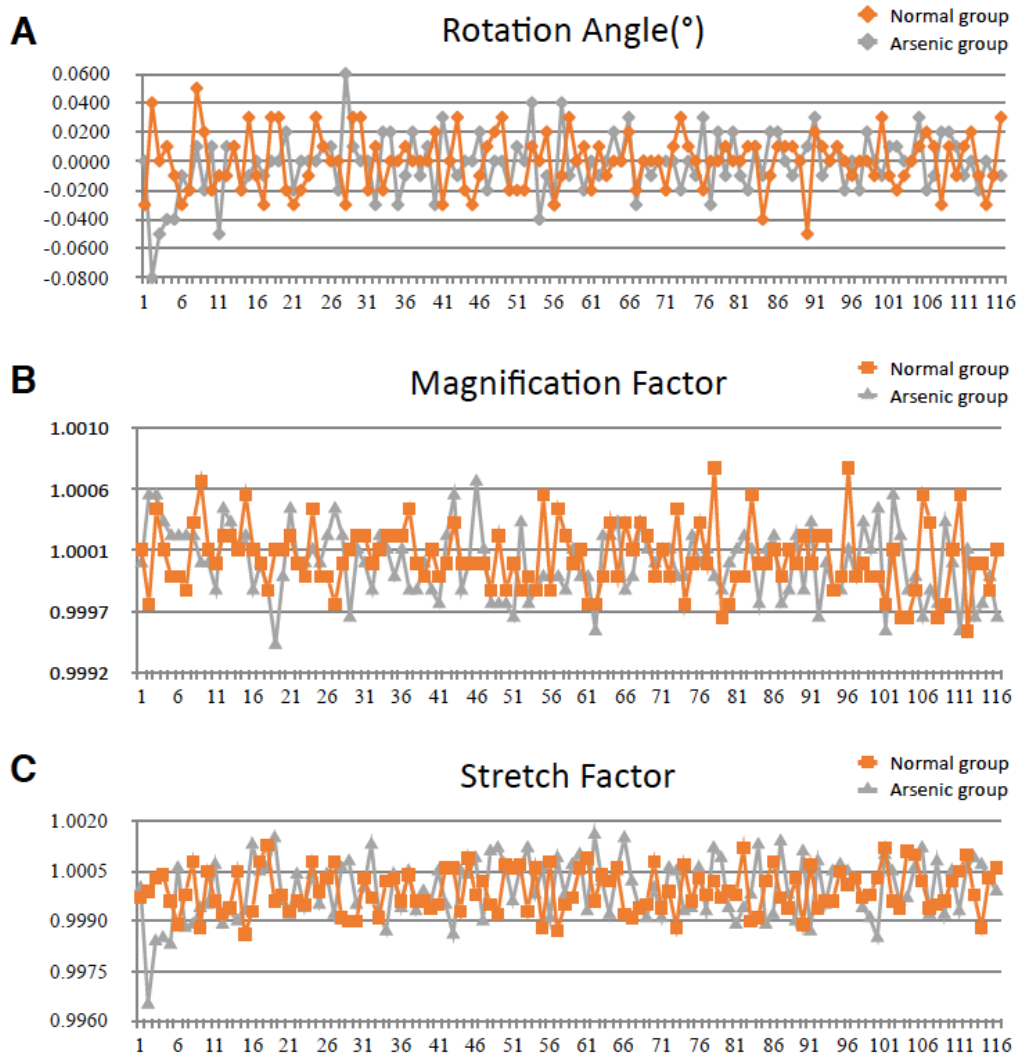 A
Rotation Angle(°)
Normal group
Arsenic group
0.0600
0.0400
0.0200
0.0000
-0.0200
-0.0400
-0.0600
-0.0800
1 6 11 16 21 26 31 36 41 46 51 56 61 66 71 76 81 86 91 96 101 106 111 116
B
Magnification Factor
Normal group
Arsenic group
1.0010
1.0006
1.0001
0.9997
0.9992
1 6 11 16 21 26 31 36 41 46 51 56 61 66 71 76 81 86 91 96 101 106 111 116
C
Stretch Factor
Normal group
Arsenic group
1.0020
1.0005
0.9990
0.9975
0.9960
1 6 11 16 21 26 31 36 41 46 51 56 61 66 71 76 81 86 91 96 101 106 111 116